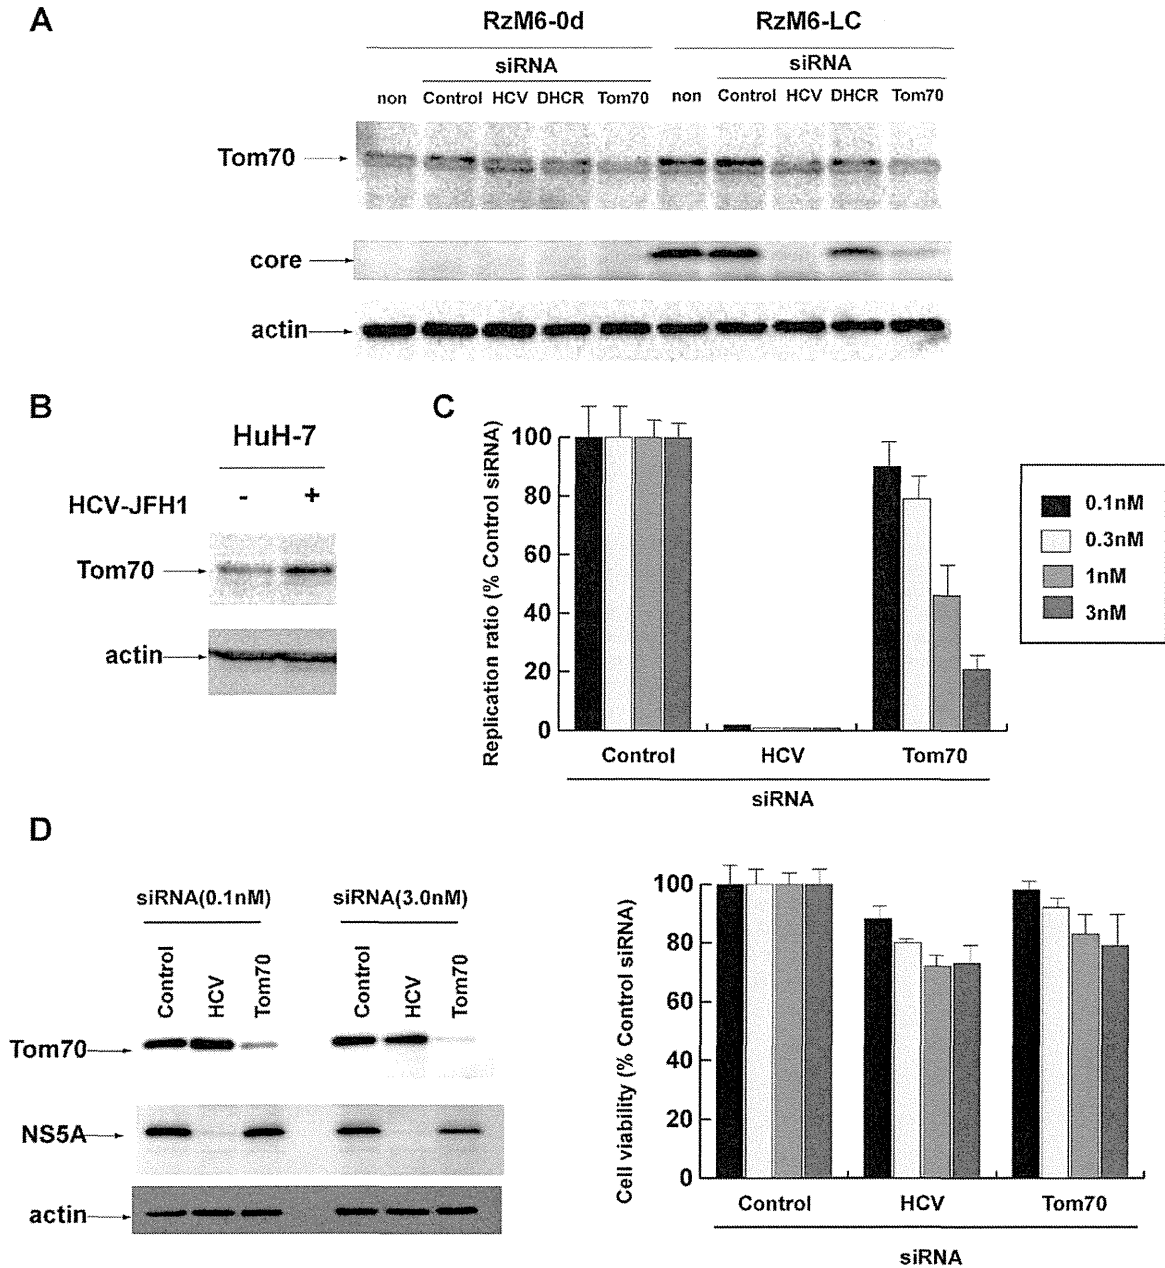 A
RzM6-0d RzM6-LC
siRNA siRNA
non Control HCV DHCR Tom70 non Control HCV DHCR Tom70
Tom70
core
actin
B
HuH-7
HCV-JFH1 - +
Tom70
actin
C
Replication ratio (% Control siRNA)
100
80
60
40
20
0
Control HCV Tom70
siRNA
0.1nM
0.3nM
1nM
3nM
D
siRNA(0.1nM) siRNA(3.0nM)
Control HCV Tom70 Control HCV Tom70
Tom70
NS5A
actin
Cell viability (% Control siRNA)
100
80
60
40
20
0
Control HCV Tom70
siRNA